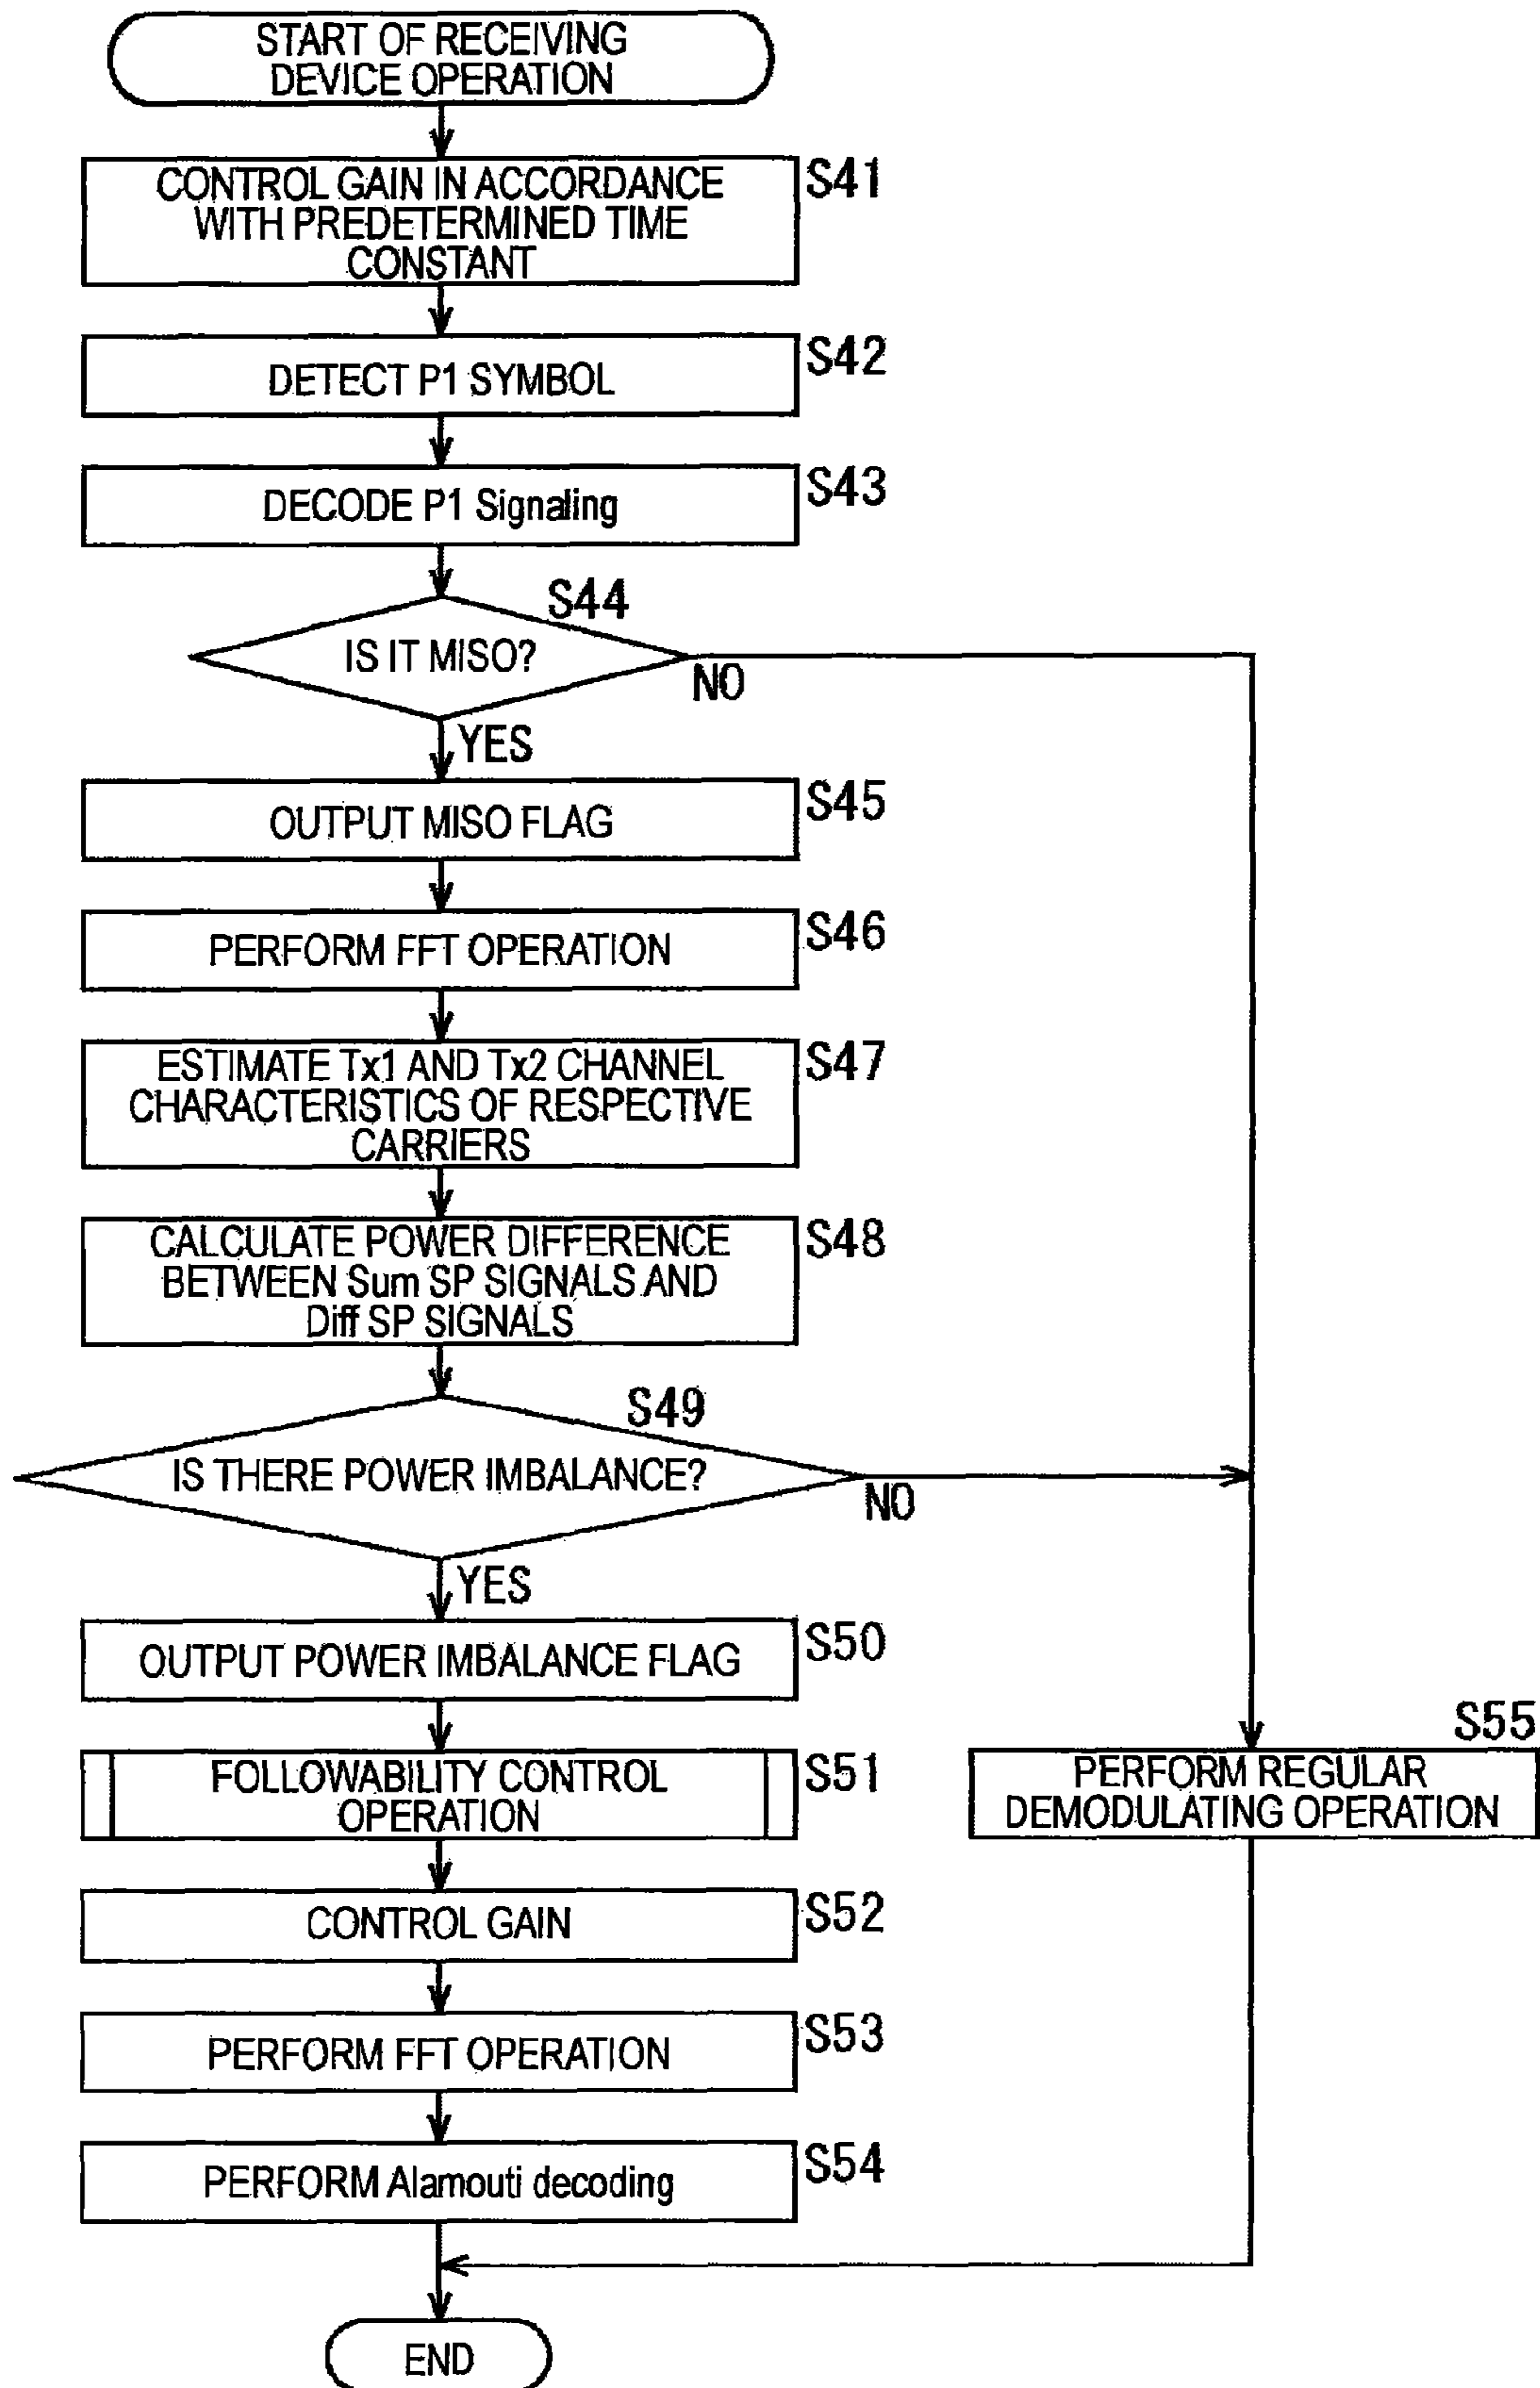 START OF RECEIVING
DEVICE OPERATION
CONTROL GAIN IN ACCORDANCE
WITH PREDETERMINED TIME
CONSTANT
S41
DETECT P1 SYMBOL
S42
DECODE P1 Signaling
S43
S44
IS IT MISO?
NO
YES
OUTPUT MISO FLAG
S45
PERFORM FFT OPERATION
S46
ESTIMATE Tx1 AND Tx2 CHANNEL
CHARACTERISTICS OF RESPECTIVE
CARRIERS
S47
CALCULATE POWER DIFFERENCE
BETWEEN Sum SP SIGNALS AND
Diff SP SIGNALS
S48
S49
IS THERE POWER IMBALANCE?
NO
YES
OUTPUT POWER IMBALANCE FLAG
S50
FOLLOWABILITY CONTROL
OPERATION
S51
S55
PERFORM REGULAR
DEMODULATING OPERATION
CONTROL GAIN
S52
PERFORM FFT OPERATION
S53
PERFORM Alamouti decoding
S54
END